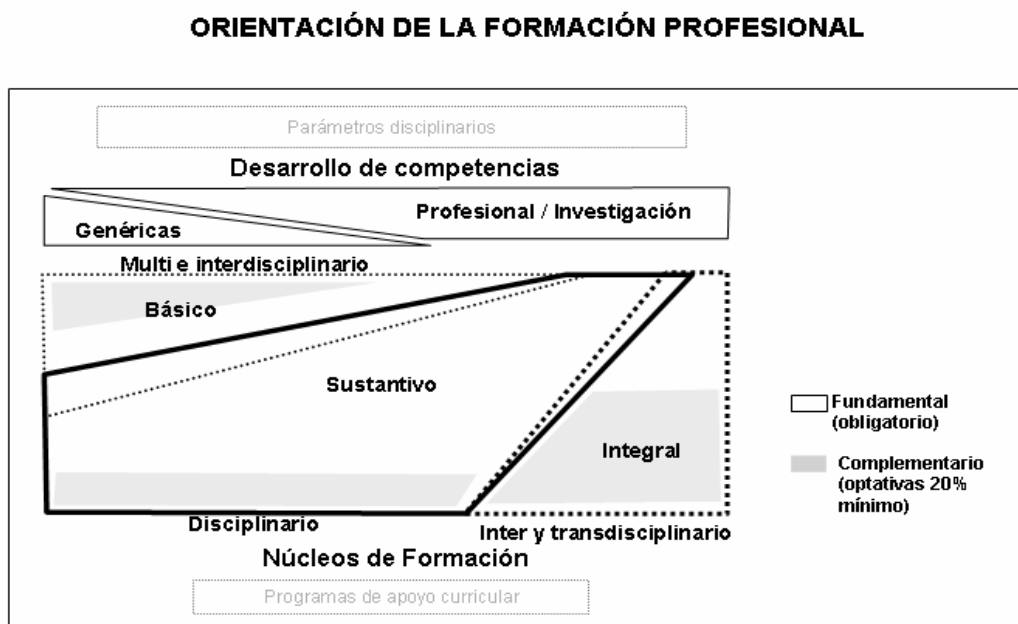 ORIENTACIÓN DE LA FORMACIÓN PROFESIONAL
Parámetros disciplinarios
Desarrollo de competencias
Profesional / Investigación
Genéricas
Multi e interdisciplinario
Básico
Sustantivo
Fundamental
(obligatorio)
Integral
Complementario
(optativas 20%
mínimo)
Disciplinario
Inter y transdisciplinario
Núcleos de Formación
Programas de apoyo curricular